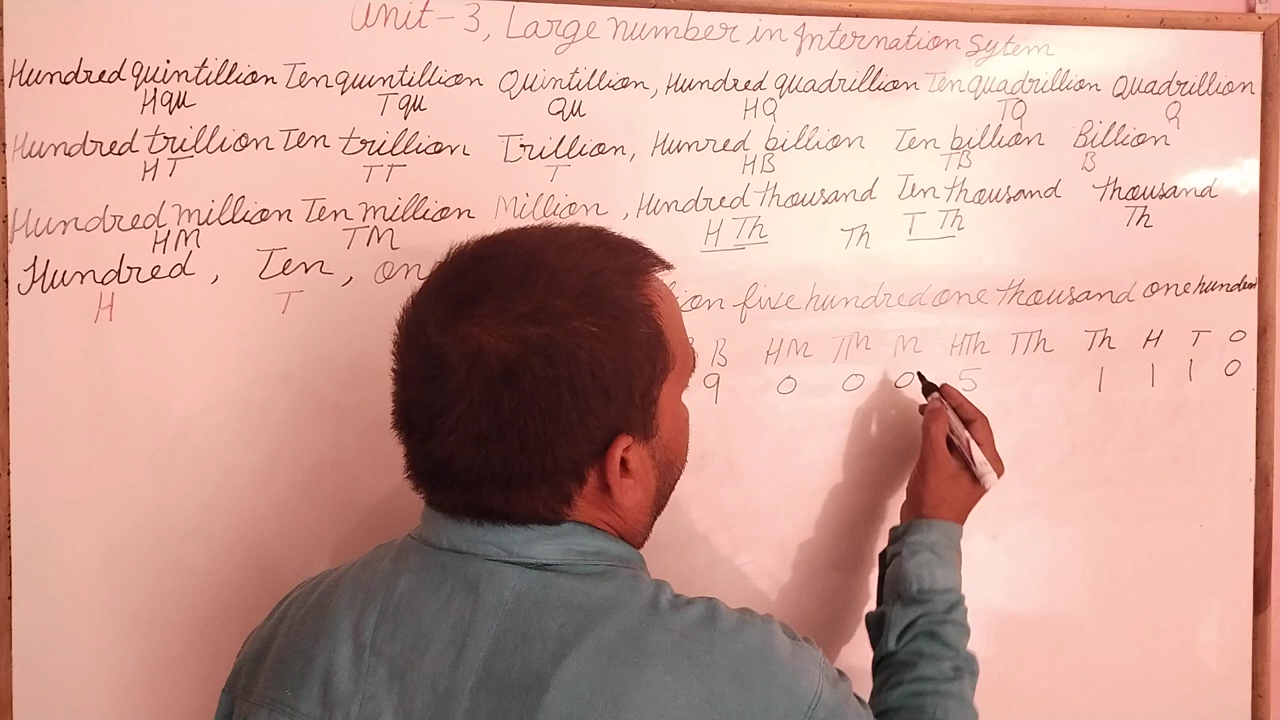 Unit-3, Large number in Internation Sytem
Hundred quintillion Ten quintillion Quintillion, Hundred quadrillion Ten quadrillion Quadrillion
Hqu Tqu Qu HQ TQ Q
Hundred trillion Ten trillion Trillion, Hunred billion Ten billion Billion
HT TT T HB TB B
Hundred million Ten million Million, Hundred thousand Ten thousand thousand
HM TM H Th Th T Th Th
Hundred, Ten, on
H T
five hundred one thousand one hundred
B HM TM M HTh TTh Th H T O
9 0 0 0 5 1 1 1 0